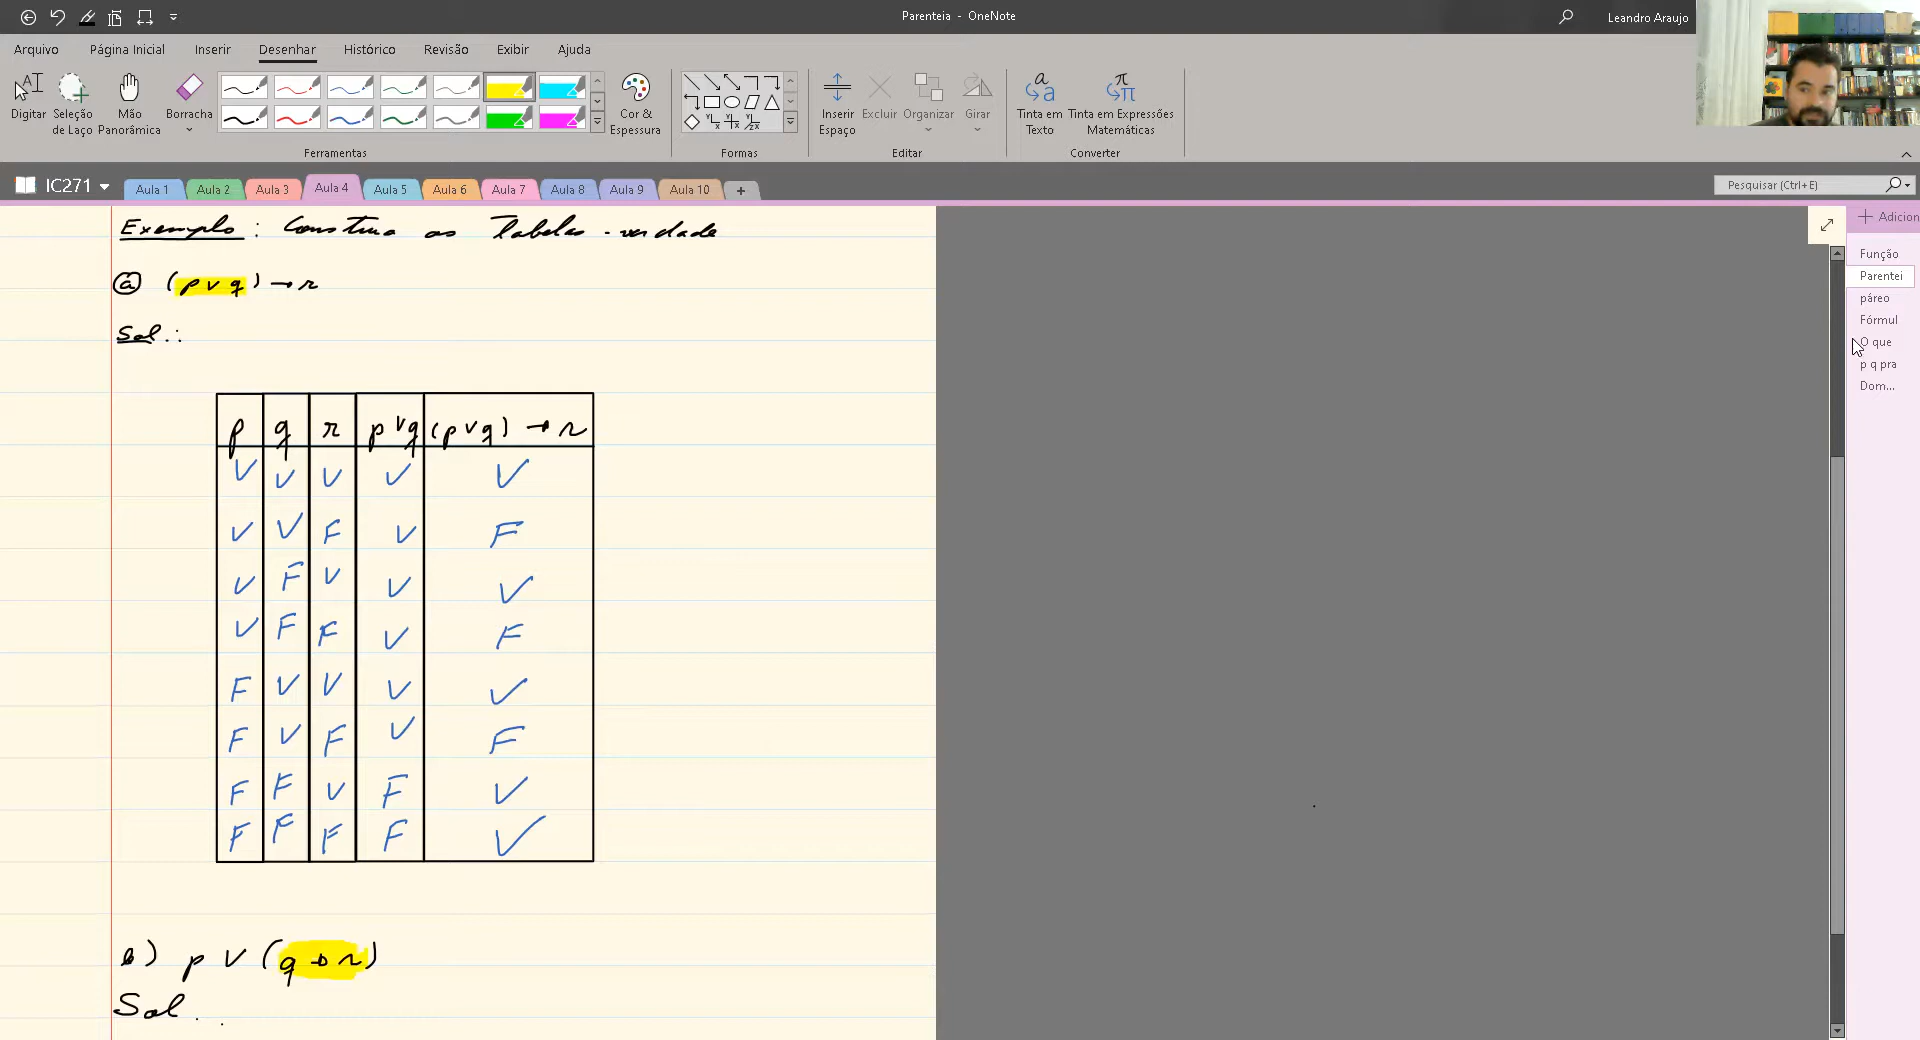 Parenteia - OneNote
Leandro Araujo
Arquivo Página Inicial Inserir Desenhar Histórico Revisão Exibir Ajuda
Digitar Seleção de Laço Mão Panorâmica Borracha
Cor & Espessura
Inserir Espaço Excluir Organizar Girar
Tinta em Texto Tinta em Expressões Matemáticas
Ferramentas Formas Editar Converter
IC271 Aula 1 Aula 2 Aula 3 Aula 4 Aula 5 Aula 6 Aula 7 Aula 8 Aula 9 Aula 10 +
Pesquisar (Ctrl+E)
Adicion
Função
Parentei
páreo
Fórmul
O que
p q pra
Dom...
Exemplo: Construa as Tabelas-verdade
a (p ∨ q) → r
Sol.:
p q r p ∨ q (p ∨ q) → r
V V V V V
V V F V F
V F V V V
V F F V F
F V V V V
F V F V F
F F V F V
F F F F V
b) p ∨ (q → r)
Sol.